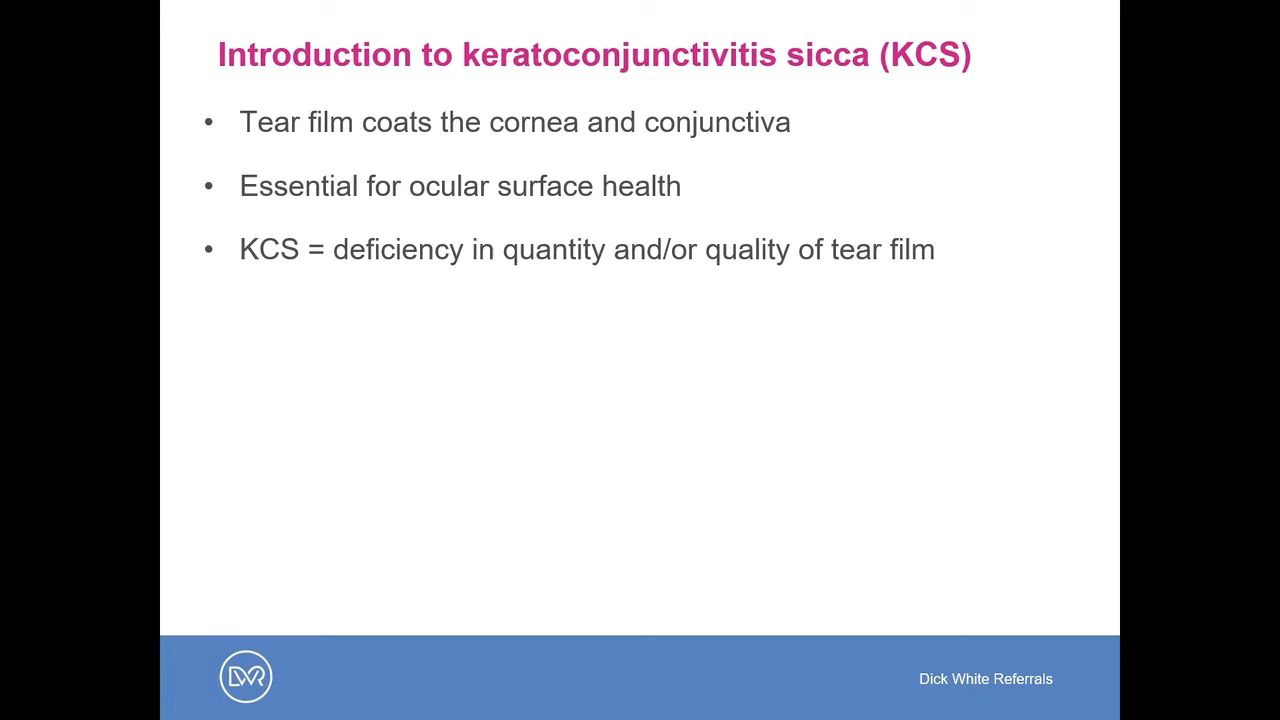 Introduction to keratoconjunctivitis sicca (KCS)
• Tear film coats the cornea and conjunctiva
• Essential for ocular surface health
• KCS = deficiency in quantity and/or quality of tear film
DWR
Dick White Referrals